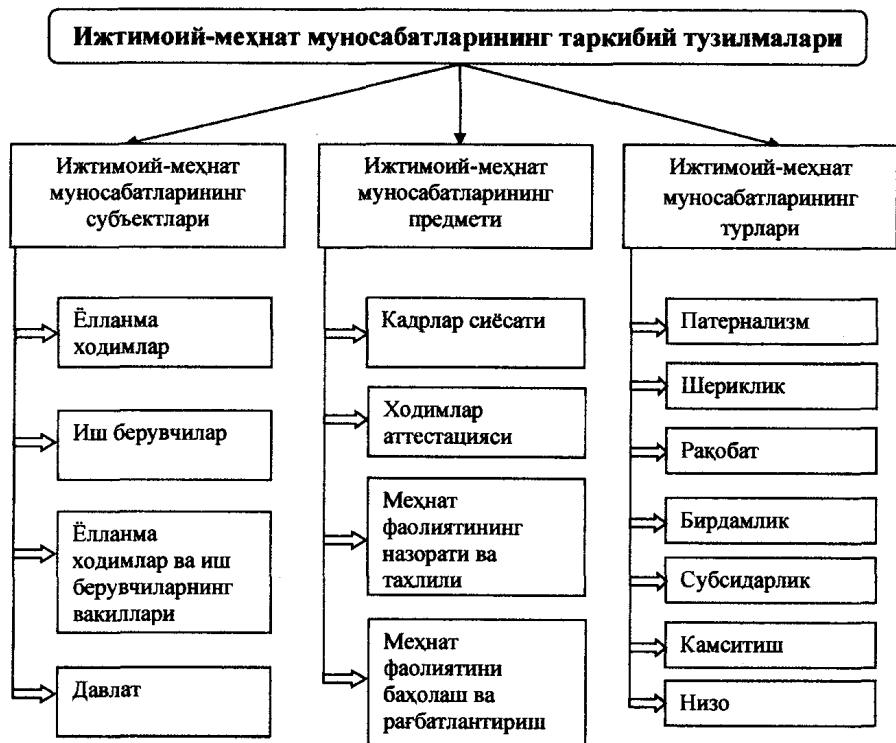 Ижтимоий-меҳнат муносабатларининг таркибий тузилмалари
Ижтимоий-меҳнат
муносабатларининг
субъектлари
Ёлланма
ходимлар
Иш берувчилар
Ёлланма
ходимлар ва иш
берувчиларнинг
вакиллари
Давлат
Ижтимоий-меҳнат
муносабатларининг
предмети
Кадрлар сиёсати
Ходимлар
аттестацияси
Меҳнат
фаолиятининг
назорати ва
тахлили
Меҳнат
фаолиятини
баҳолаш ва
рағбатлантириш
Ижтимоий-меҳнат
муносабатларининг
турлари
Патернализм
Шериклик
Рақобат
Бирдамлик
Субсидарлик
Камситиш
Низо